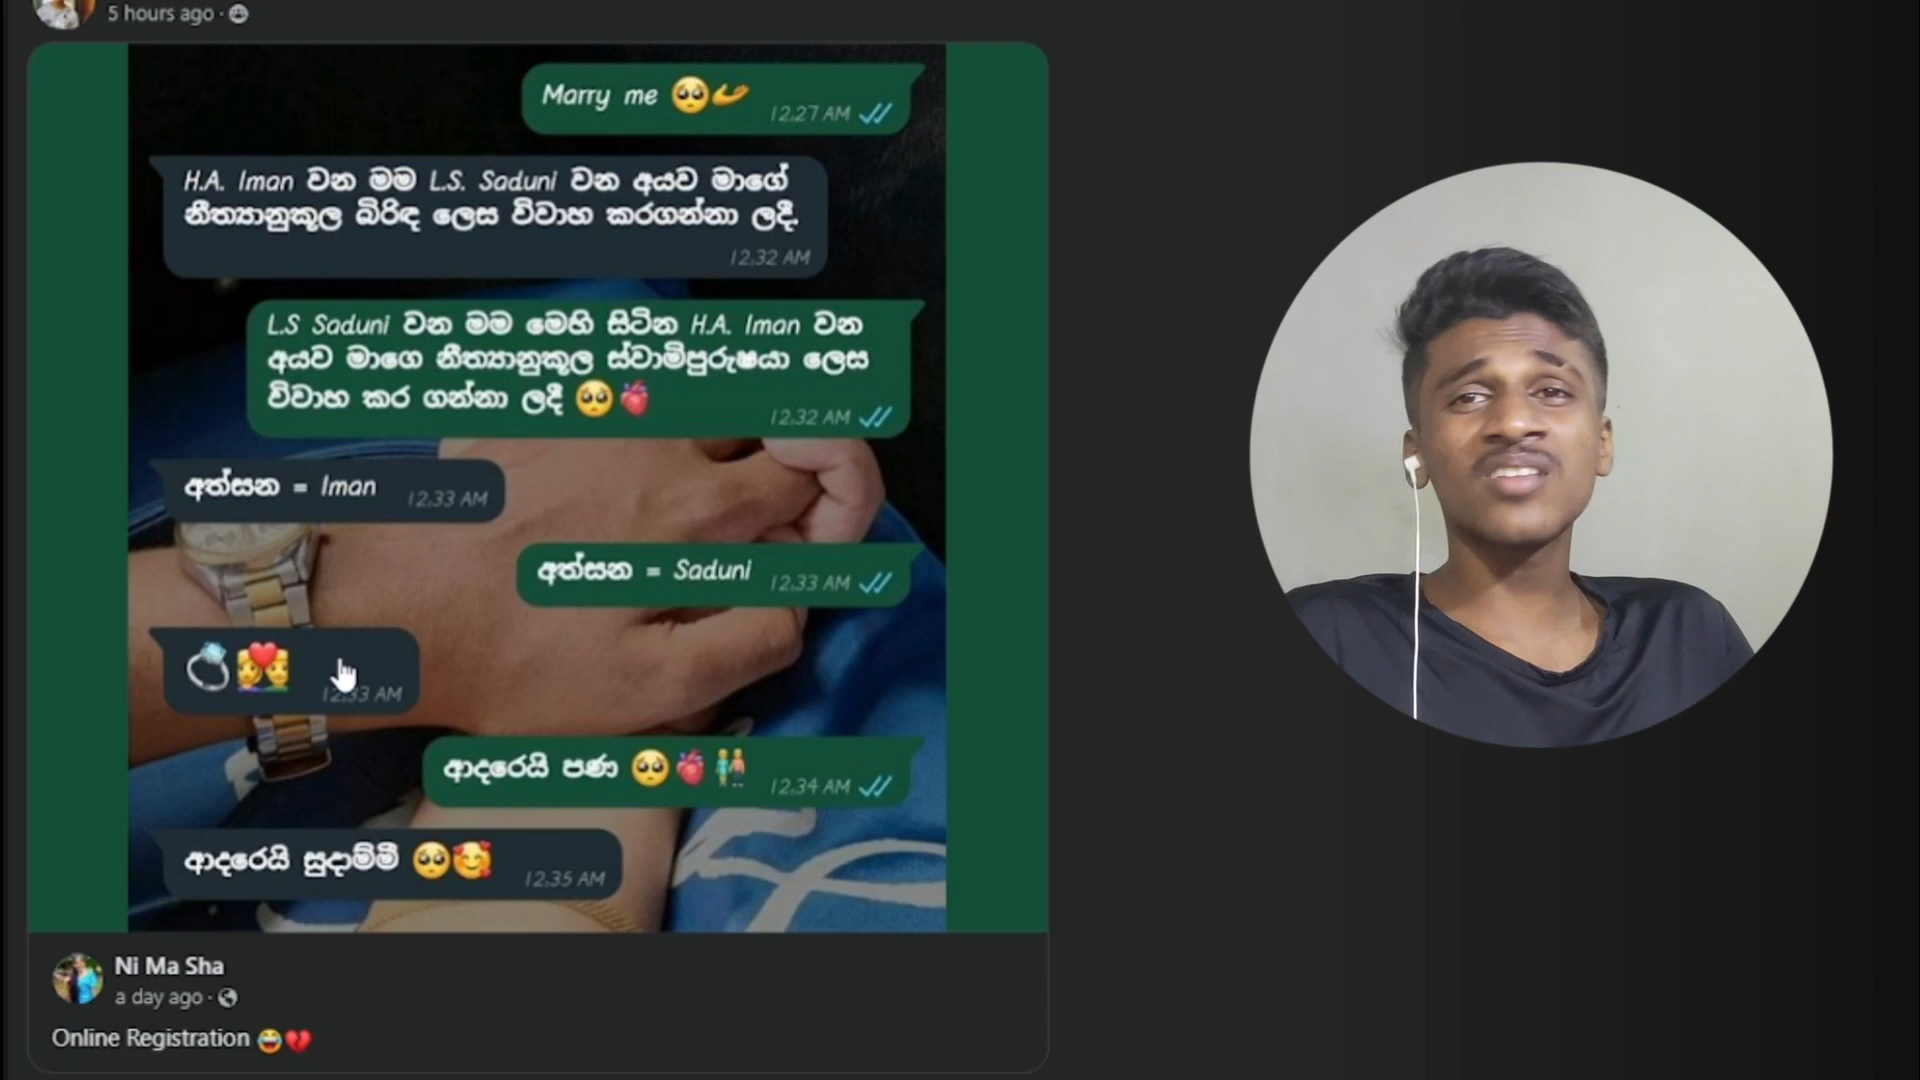 5 hours ago ·
Marry me 🥺🫴
12.27 AM
H.A. Iman වන මම L.S. Saduni වන අයව මාගේ
නීත්‍යානුකූල බිරිඳ ලෙස විවාහ කරගන්නා ලදී.
12.32 AM
L.S Saduni වන මම මෙහි සිටින H.A. Iman වන
අයව මාගෙ නීත්‍යානුකූල ස්වාමිපුරුෂයා ලෙස
විවාහ කර ගන්නා ලදී 🥺🫀
12.32 AM
අත්සන = Iman
12.33 AM
අත්සන = Saduni
12.33 AM
💍💑
12.33 AM
ආදරෙයි පණ 🥺🫀👫
12.34 AM
ආදරෙයි සුදාම්මී 🥺🥰
12.35 AM
Ni Ma Sha
a day ago ·
Online Registration 😂💔